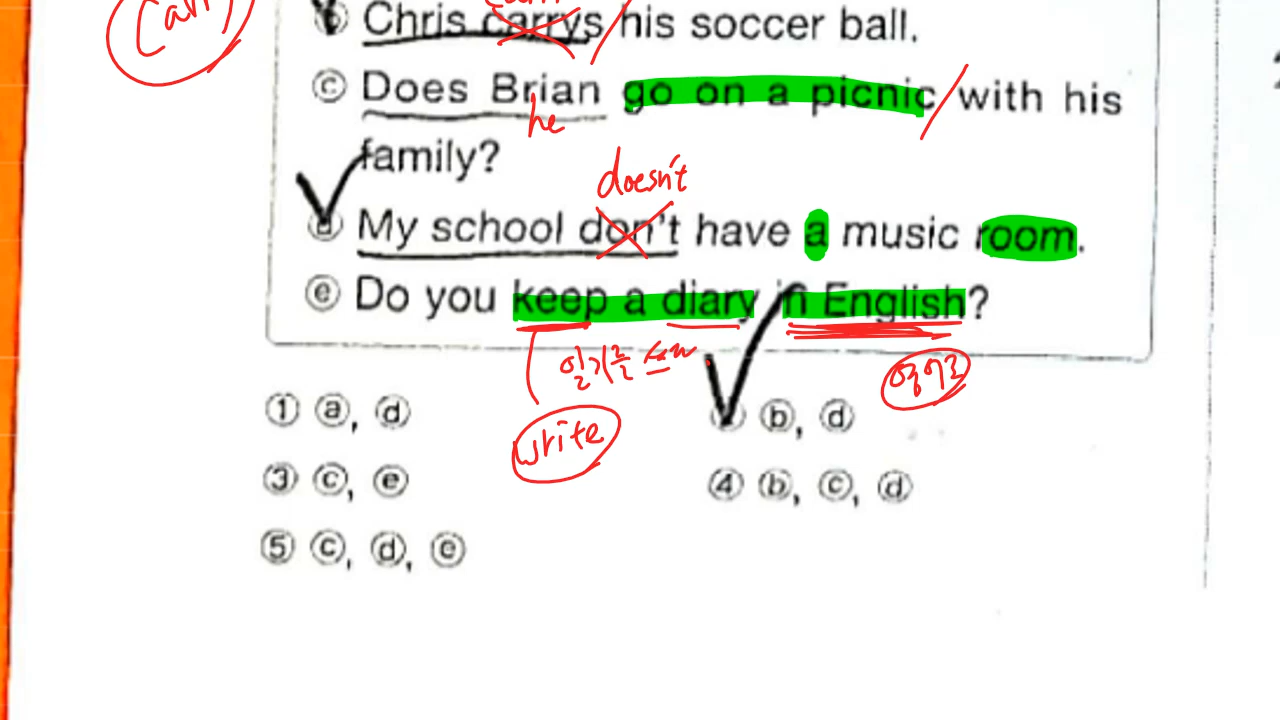 Chris carrys his soccer ball.
ⓒ Does Brian go on a picnic with his
he
family?
doesn't
My school don't have a music room.
ⓔ Do you keep a diary in English?
일기를 쓰다
영어로
write
① ⓐ, ⓓ
ⓑ, ⓓ
③ ⓒ, ⓔ
④ ⓑ, ⓒ, ⓓ
⑤ ⓒ, ⓓ, ⓔ